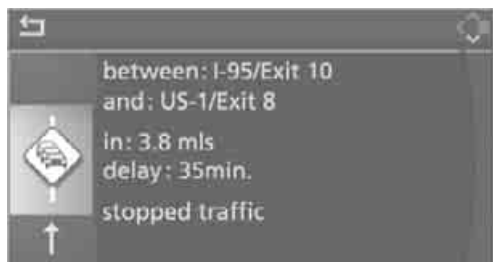 between: I-95/Exit 10
and: US-1/Exit 8
in: 3.8 mls
delay: 35min.
stopped traffic